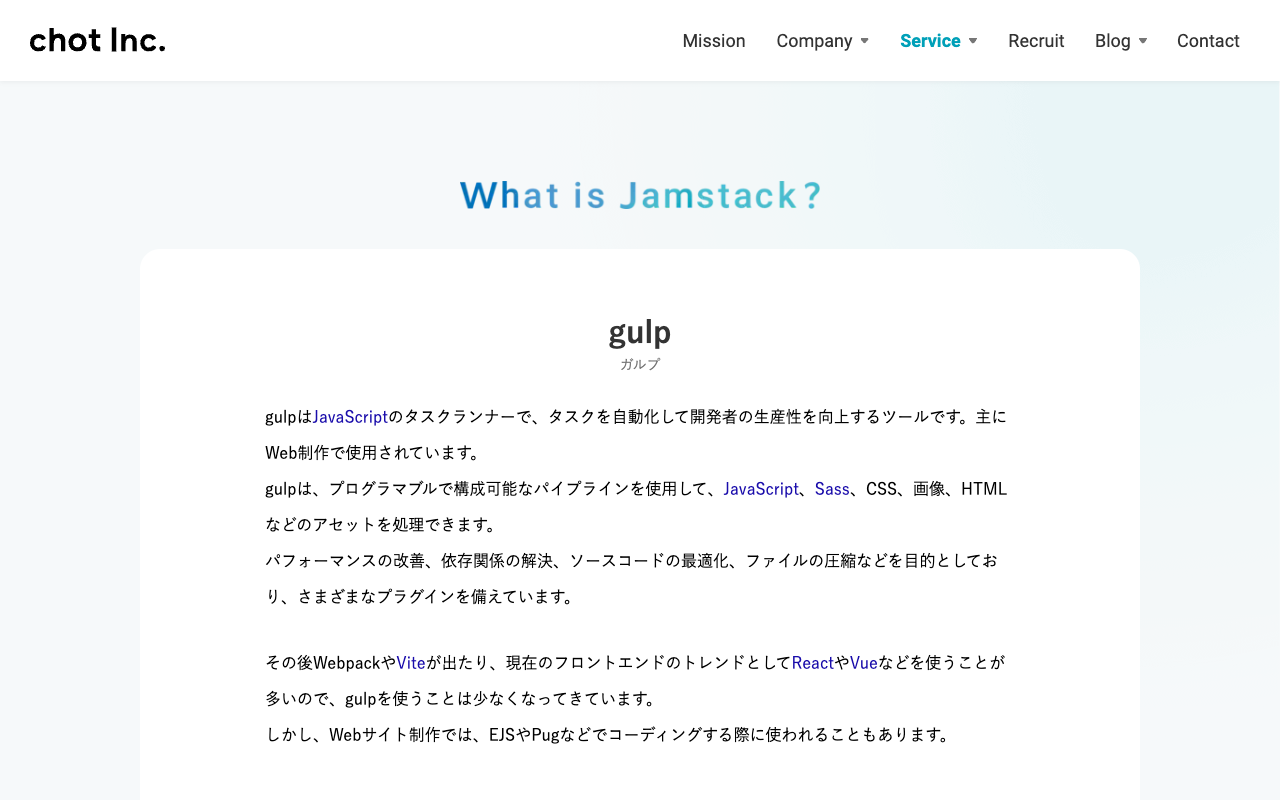 chot Inc.
Mission Company Service Recruit Blog Contact
What is Jamstack?
gulp
ガルプ
gulpはJavaScriptのタスクランナーで、タスクを自動化して開発者の生産性を向上するツールです。主に
Web制作で使用されています。
gulpは、プログラマブルで構成可能なパイプラインを使用して、JavaScript、Sass、CSS、画像、HTML
などのアセットを処理できます。
パフォーマンスの改善、依存関係の解決、ソースコードの最適化、ファイルの圧縮などを目的としてお
り、さまざまなプラグインを備えています。
その後WebpackやViteが出たり、現在のフロントエンドのトレンドとしてReactやVueなどを使うことが
多いので、gulpを使うことは少なくなってきています。
しかし、Webサイト制作では、EJSやPugなどでコーディングする際に使われることもあります。